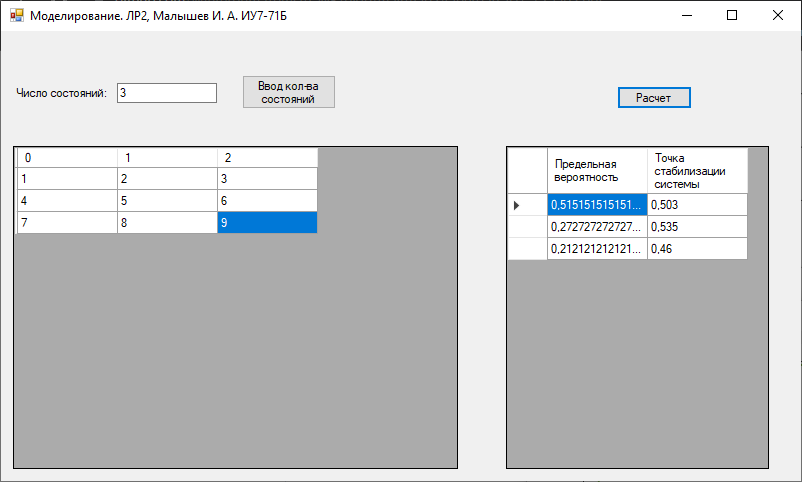 Моделирование. ЛР2, Малышев И. А. ИУ7-71Б
Число состояний:
3
Ввод кол-ва
состояний
Расчет
0 1 2
1 2 3
4 5 6
7 8 9
Предельная
вероятность
Точка
стабилизации
системы
0,515151515151... 0,503
0,272727272727... 0,535
0,212121212121... 0,46